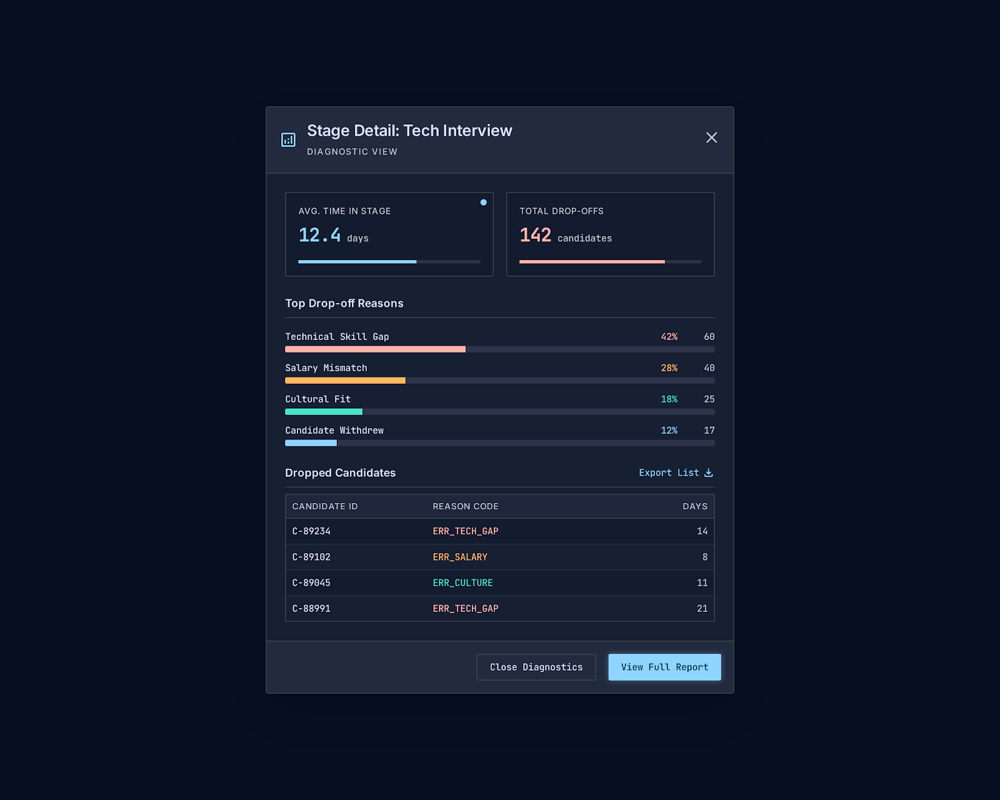 Stage Detail: Tech Interview
DIAGNOSTIC VIEW
AVG. TIME IN STAGE
12.4 days
TOTAL DROP-OFFS
142 candidates
Top Drop-off Reasons
Technical Skill Gap 42% 60
Salary Mismatch 28% 40
Cultural Fit 18% 25
Candidate Withdrew 12% 17
Dropped Candidates Export List
CANDIDATE ID REASON CODE DAYS
C-89234 ERR_TECH_GAP 14
C-89102 ERR_SALARY 8
C-89045 ERR_CULTURE 11
C-88991 ERR_TECH_GAP 21
Close Diagnostics View Full Report